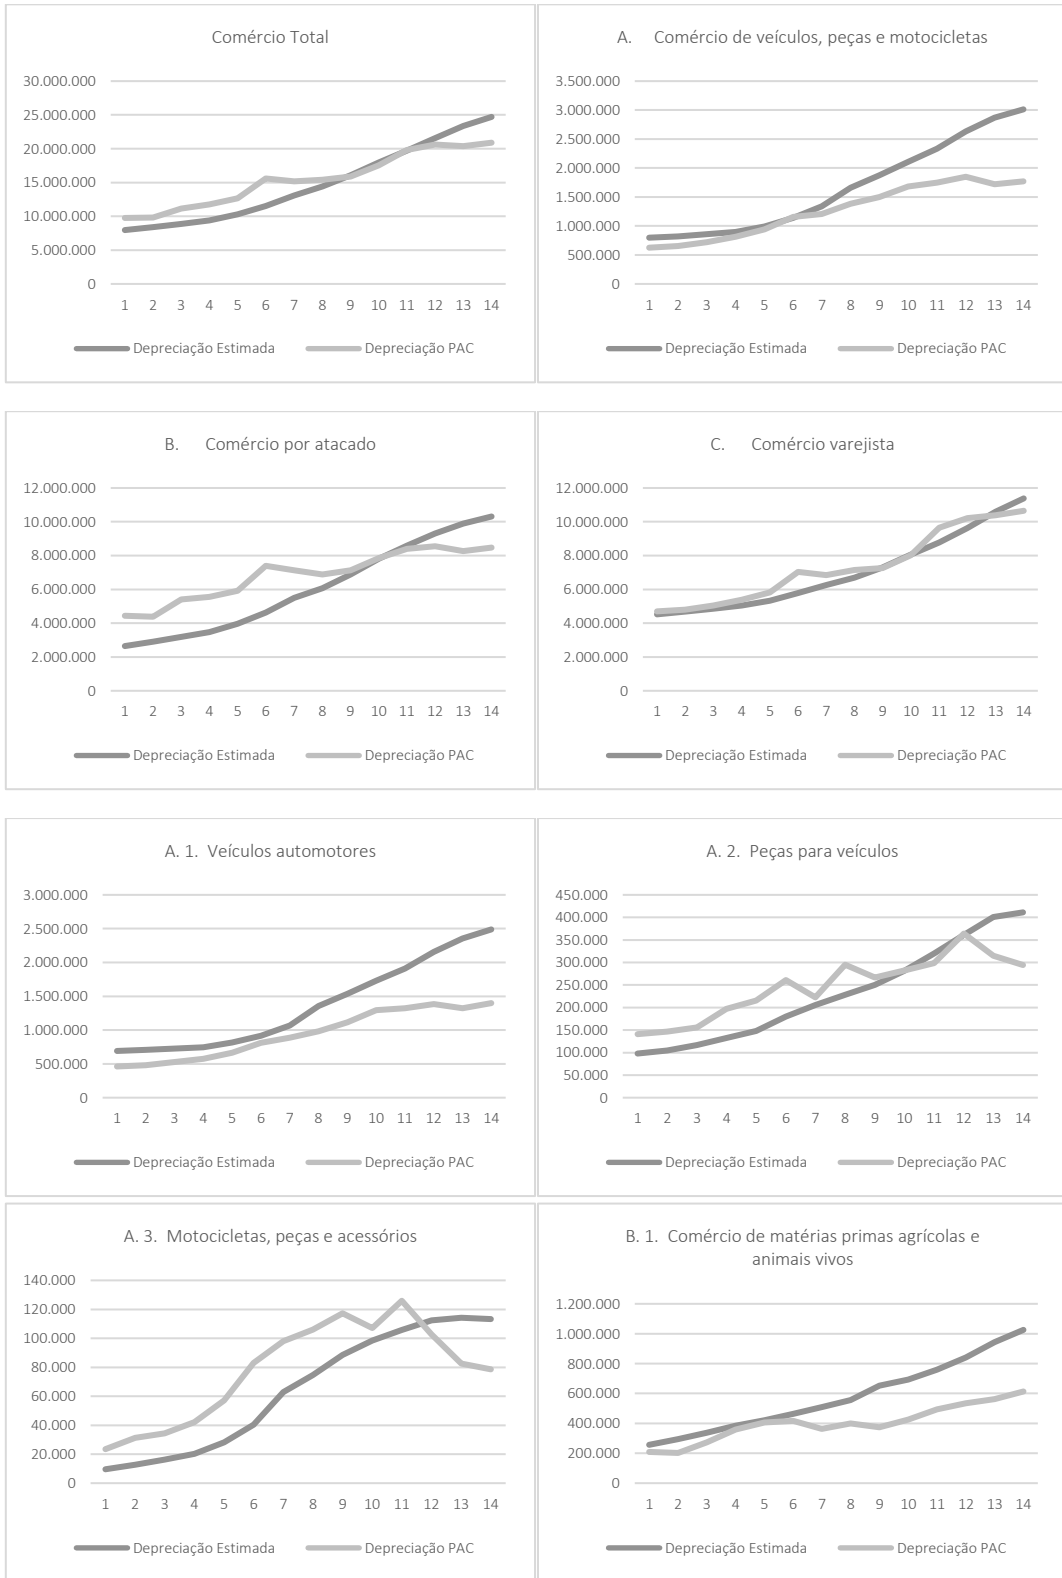 Comércio Total
30.000.000
25.000.000
20.000.000
15.000.000
10.000.000
5.000.000
0
1 2 3 4 5 6 7 8 9 10 11 12 13 14
Depreciação Estimada Depreciação PAC
A. Comércio de veículos, peças e motocicletas
3.500.000
3.000.000
2.500.000
2.000.000
1.500.000
1.000.000
500.000
0
1 2 3 4 5 6 7 8 9 10 11 12 13 14
Depreciação Estimada Depreciação PAC
B. Comércio por atacado
12.000.000
10.000.000
8.000.000
6.000.000
4.000.000
2.000.000
0
1 2 3 4 5 6 7 8 9 10 11 12 13 14
Depreciação Estimada Depreciação PAC
C. Comércio varejista
12.000.000
10.000.000
8.000.000
6.000.000
4.000.000
2.000.000
0
1 2 3 4 5 6 7 8 9 10 11 12 13 14
Depreciação Estimada Depreciação PAC
A. 1. Veículos automotores
3.000.000
2.500.000
2.000.000
1.500.000
1.000.000
500.000
0
1 2 3 4 5 6 7 8 9 10 11 12 13 14
Depreciação Estimada Depreciação PAC
A. 2. Peças para veículos
450.000
400.000
350.000
300.000
250.000
200.000
150.000
100.000
50.000
0
1 2 3 4 5 6 7 8 9 10 11 12 13 14
Depreciação Estimada Depreciação PAC
A. 3. Motocicletas, peças e acessórios
140.000
120.000
100.000
80.000
60.000
40.000
20.000
0
1 2 3 4 5 6 7 8 9 10 11 12 13 14
Depreciação Estimada Depreciação PAC
B. 1. Comércio de matérias primas agrícolas e
animais vivos
1.200.000
1.000.000
800.000
600.000
400.000
200.000
0
1 2 3 4 5 6 7 8 9 10 11 12 13 14
Depreciação Estimada Depreciação PAC